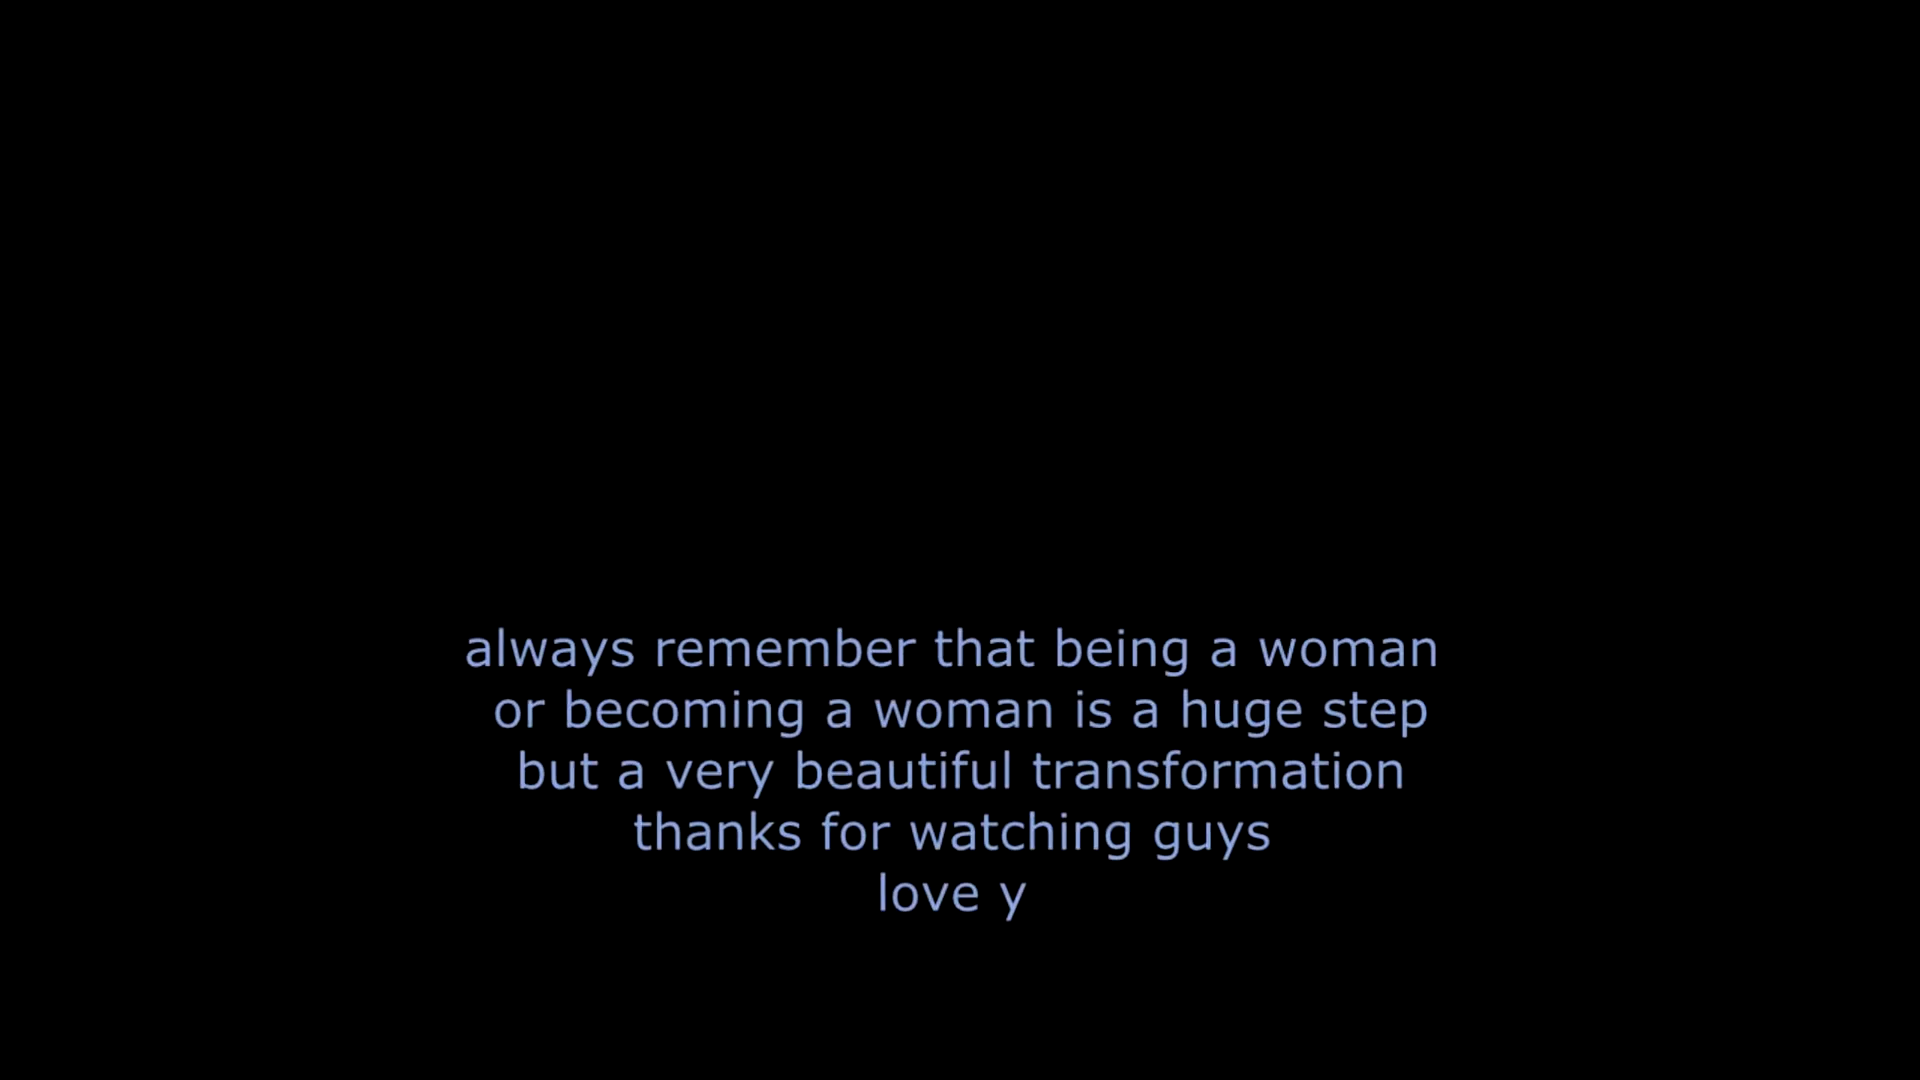 always remember that being a woman
or becoming a woman is a huge step
but a very beautiful transformation
thanks for watching guys
love y